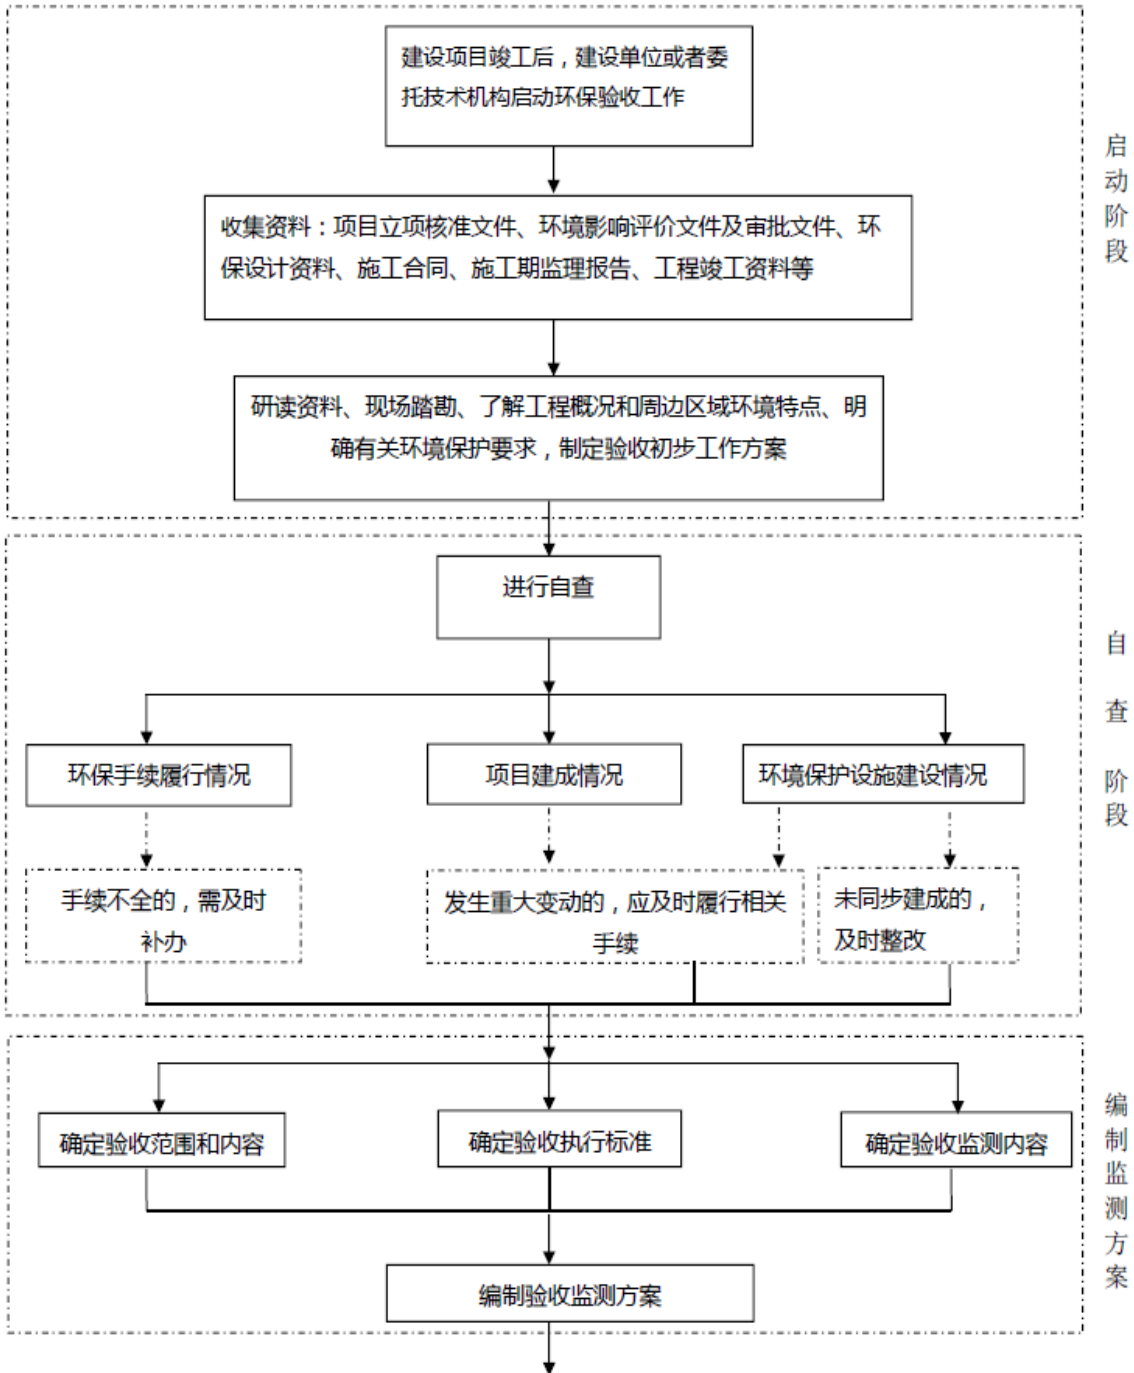 建设项目竣工后，建设单位或者委
托技术机构启动环保验收工作
收集资料：项目立项核准文件、环境影响评价文件及审批文件、环
保设计资料、施工合同、施工期监理报告、工程竣工资料等
研读资料、现场踏勘、了解工程概况和周边区域环境特点、明
确有关环境保护要求，制定验收初步工作方案
启动阶段
进行自查
环保手续履行情况
项目建成情况
环境保护设施建设情况
手续不全的，需及时
补办
发生重大变动的，应及时履行相关
手续
未同步建成的，
及时整改
自查阶段
确定验收范围和内容
确定验收执行标准
确定验收监测内容
编制验收监测方案
编制监测方案